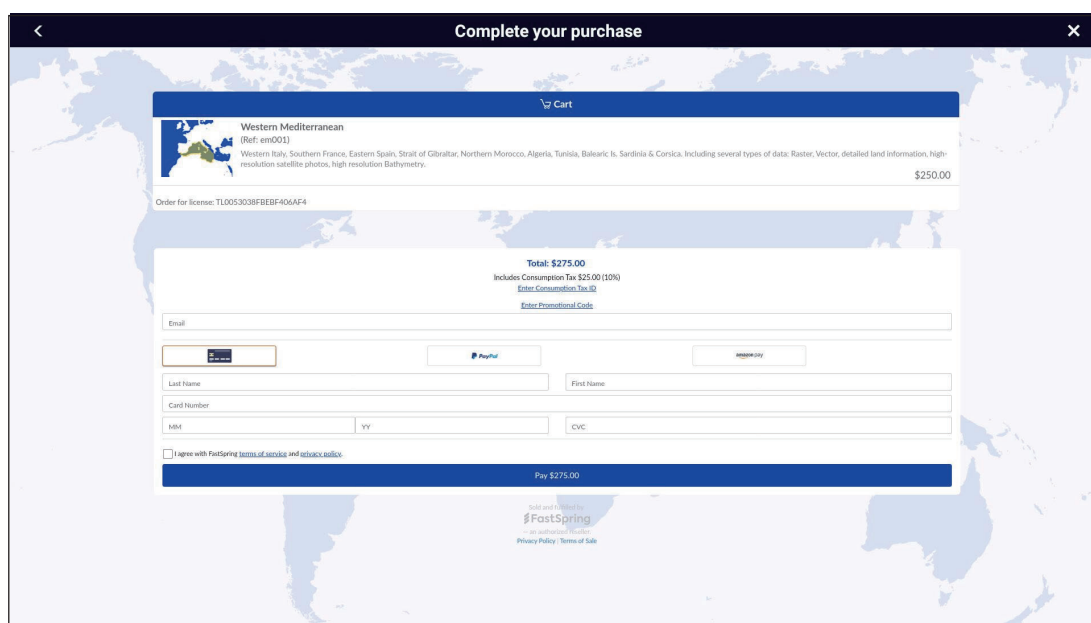 Complete your purchase
Cart
Western Mediterranean
(Ref: em001)
Western Italy, Southern France, Eastern Spain, Strait of Gibraltar, Northern Morocco, Algeria, Tunisia, Balearic Is. Sardinia & Corsica. Including several types of data: Raster, Vector, detailed land information, high-
resolution satellite photos, high resolution Bathymetry.
$250.00
Order for license: TL0053038FBEBF406AF4
Total: $275.00
Includes Consumption Tax $25.00 (10%)
Enter Consumption Tax ID
Enter Promotional Code
Email
PayPal
amazon pay
Last Name
First Name
Card Number
MM
YY
CVC
I agree with FastSpring terms of service and privacy policy.
Pay $275.00
Sold and fulfilled by
FastSpring
— an authorized reseller.
Privacy Policy | Terms of Sale